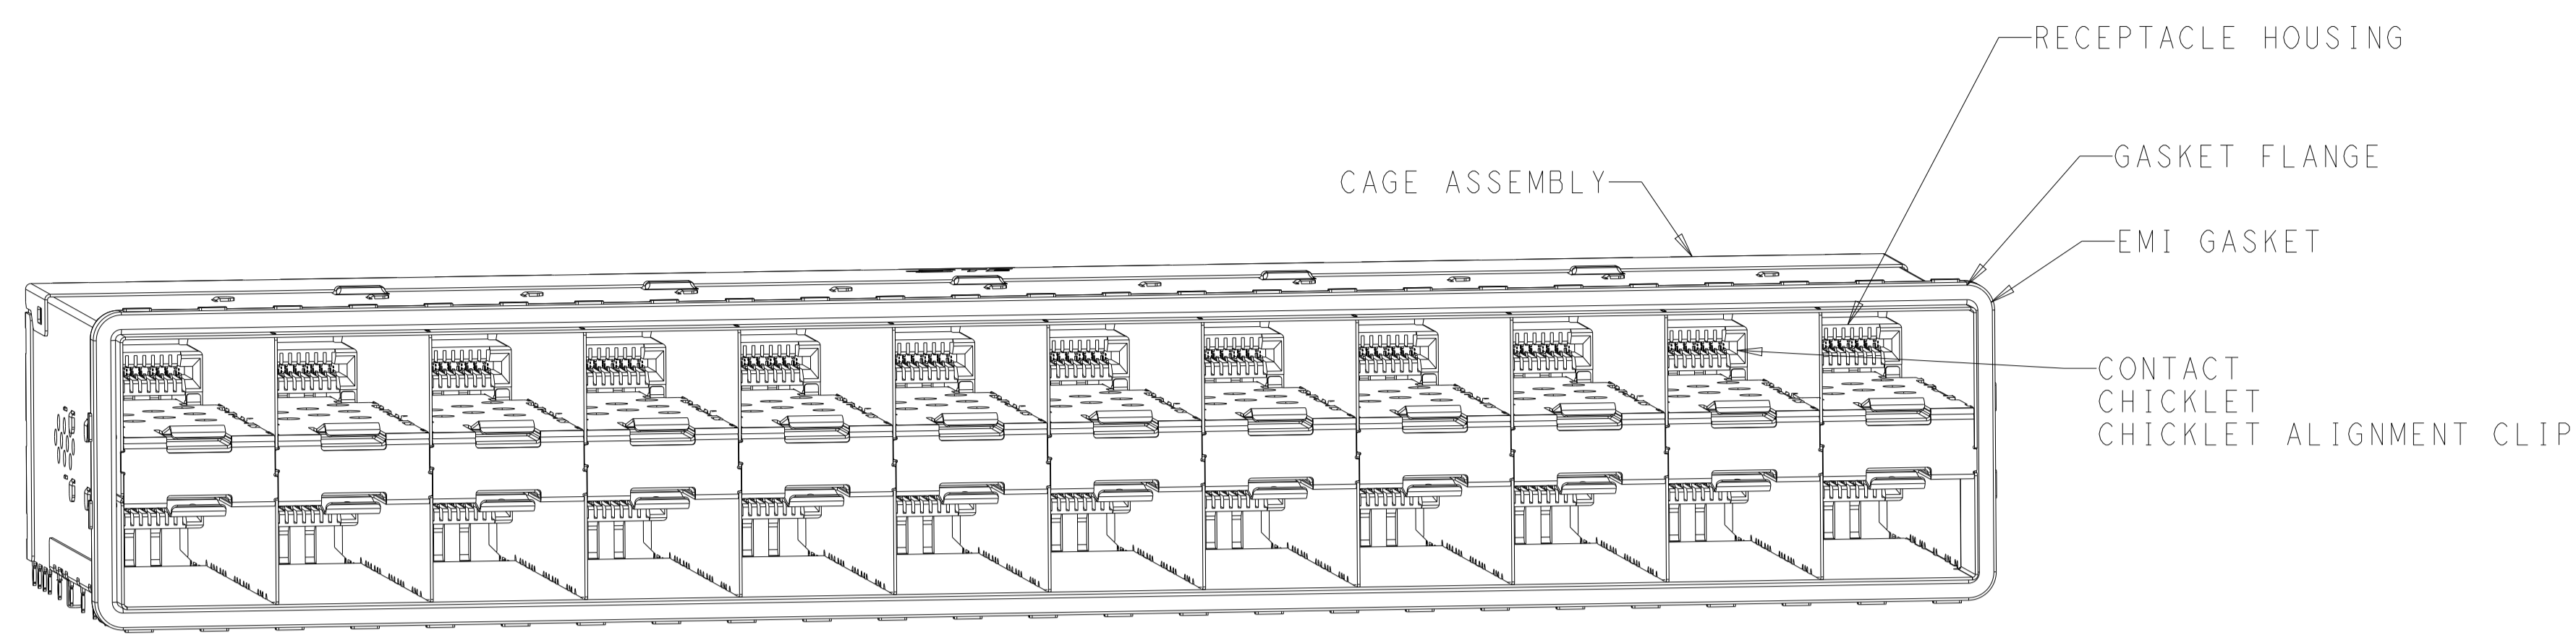 RECEPTACLE HOUSING
GASKET FLANGE
CAGE ASSEMBLY
EMI GASKET
CONTACT
CHICKLET
CHICKLET ALIGNMENT CLIP